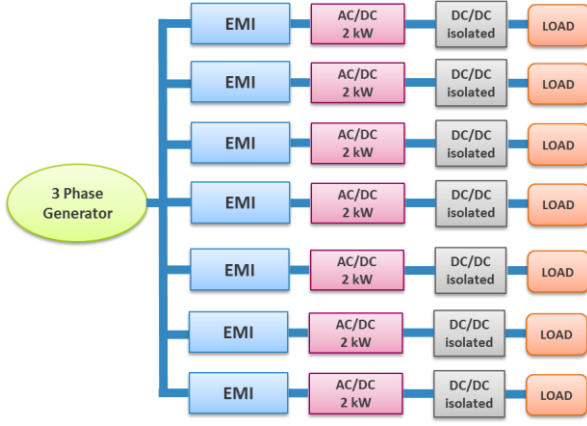 EMI
AC/DC
2 kW
DC/DC
isolated
LOAD
EMI
AC/DC
2 kW
DC/DC
isolated
LOAD
EMI
AC/DC
2 kW
DC/DC
isolated
LOAD
3 Phase
Generator
EMI
AC/DC
2 kW
DC/DC
isolated
LOAD
EMI
AC/DC
2 kW
DC/DC
isolated
LOAD
EMI
AC/DC
2 kW
DC/DC
isolated
LOAD
EMI
AC/DC
2 kW
DC/DC
isolated
LOAD